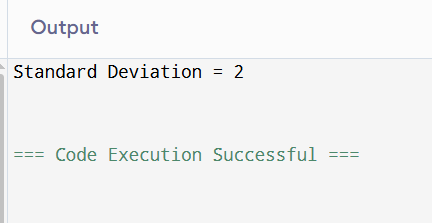 Output
Standard Deviation = 2
=== Code Execution Successful ===